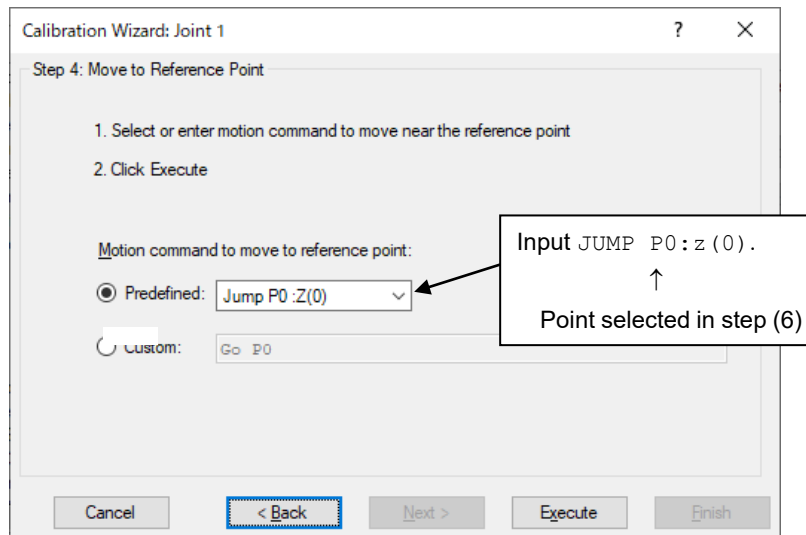 Calibration Wizard: Joint 1 ? ×
Step 4: Move to Reference Point
1. Select or enter motion command to move near the reference point
2. Click Execute
Motion command to move to reference point:
Predefined: Jump P0 :Z(0)
Custom: Go P0
Input JUMP P0:z(0).
↑
Point selected in step (6)
Cancel < Back Next > Execute Finish